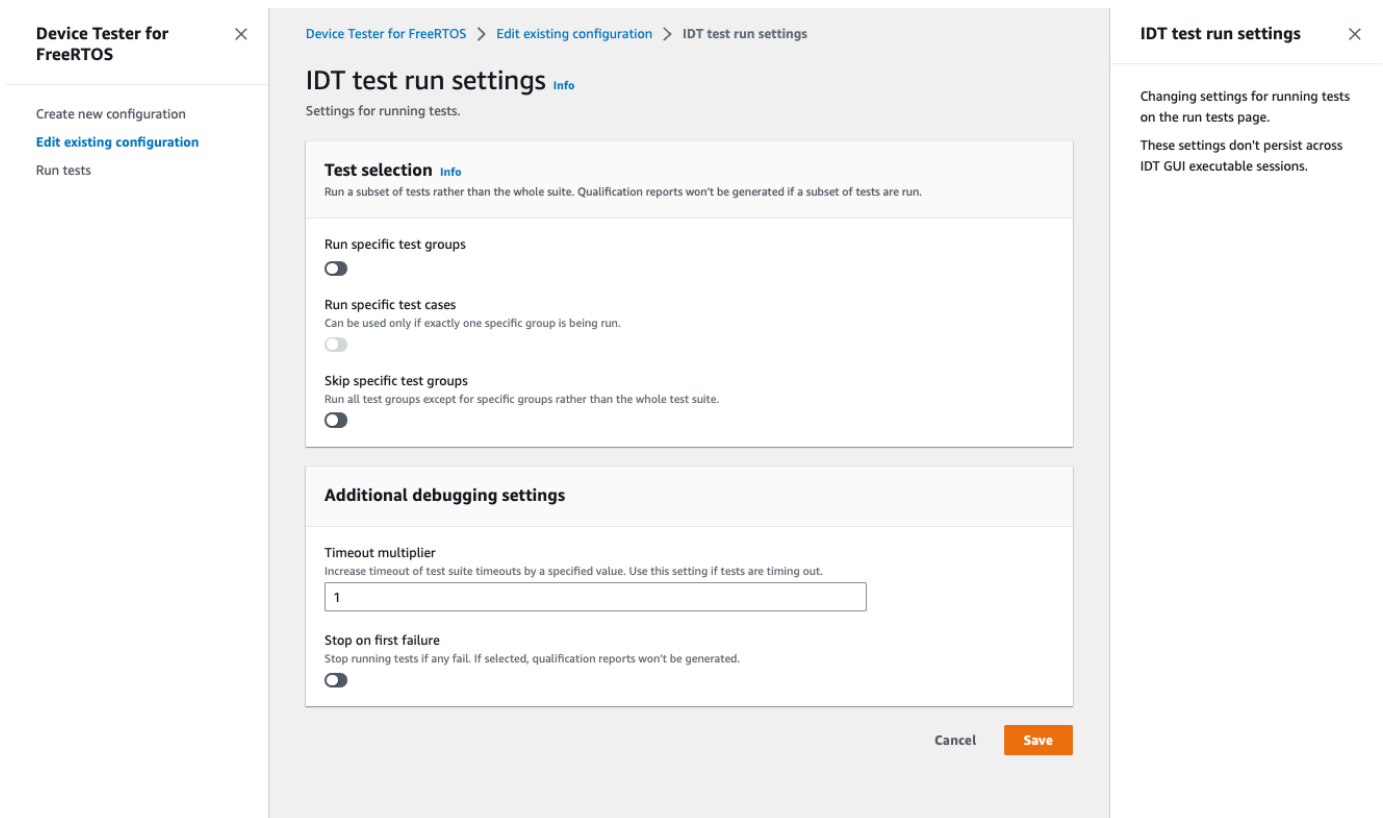 Device Tester for
FreeRTOS
Create new configuration
Edit existing configuration
Run tests
Device Tester for FreeRTOS > Edit existing configuration > IDT test run settings
IDT test run settings Info
Settings for running tests.
Test selection Info
Run a subset of tests rather than the whole suite. Qualification reports won't be generated if a subset of tests are run.
Run specific test groups
Run specific test cases
Can be used only if exactly one specific group is being run.
Skip specific test groups
Run all test groups except for specific groups rather than the whole test suite.
Additional debugging settings
Timeout multiplier
Increase timeout of test suite timeouts by a specified value. Use this setting if tests are timing out.
1
Stop on first failure
Stop running tests if any fail. If selected, qualification reports won't be generated.
Cancel
Save
IDT test run settings
Changing settings for running tests
on the run tests page.
These settings don't persist across
IDT GUI executable sessions.